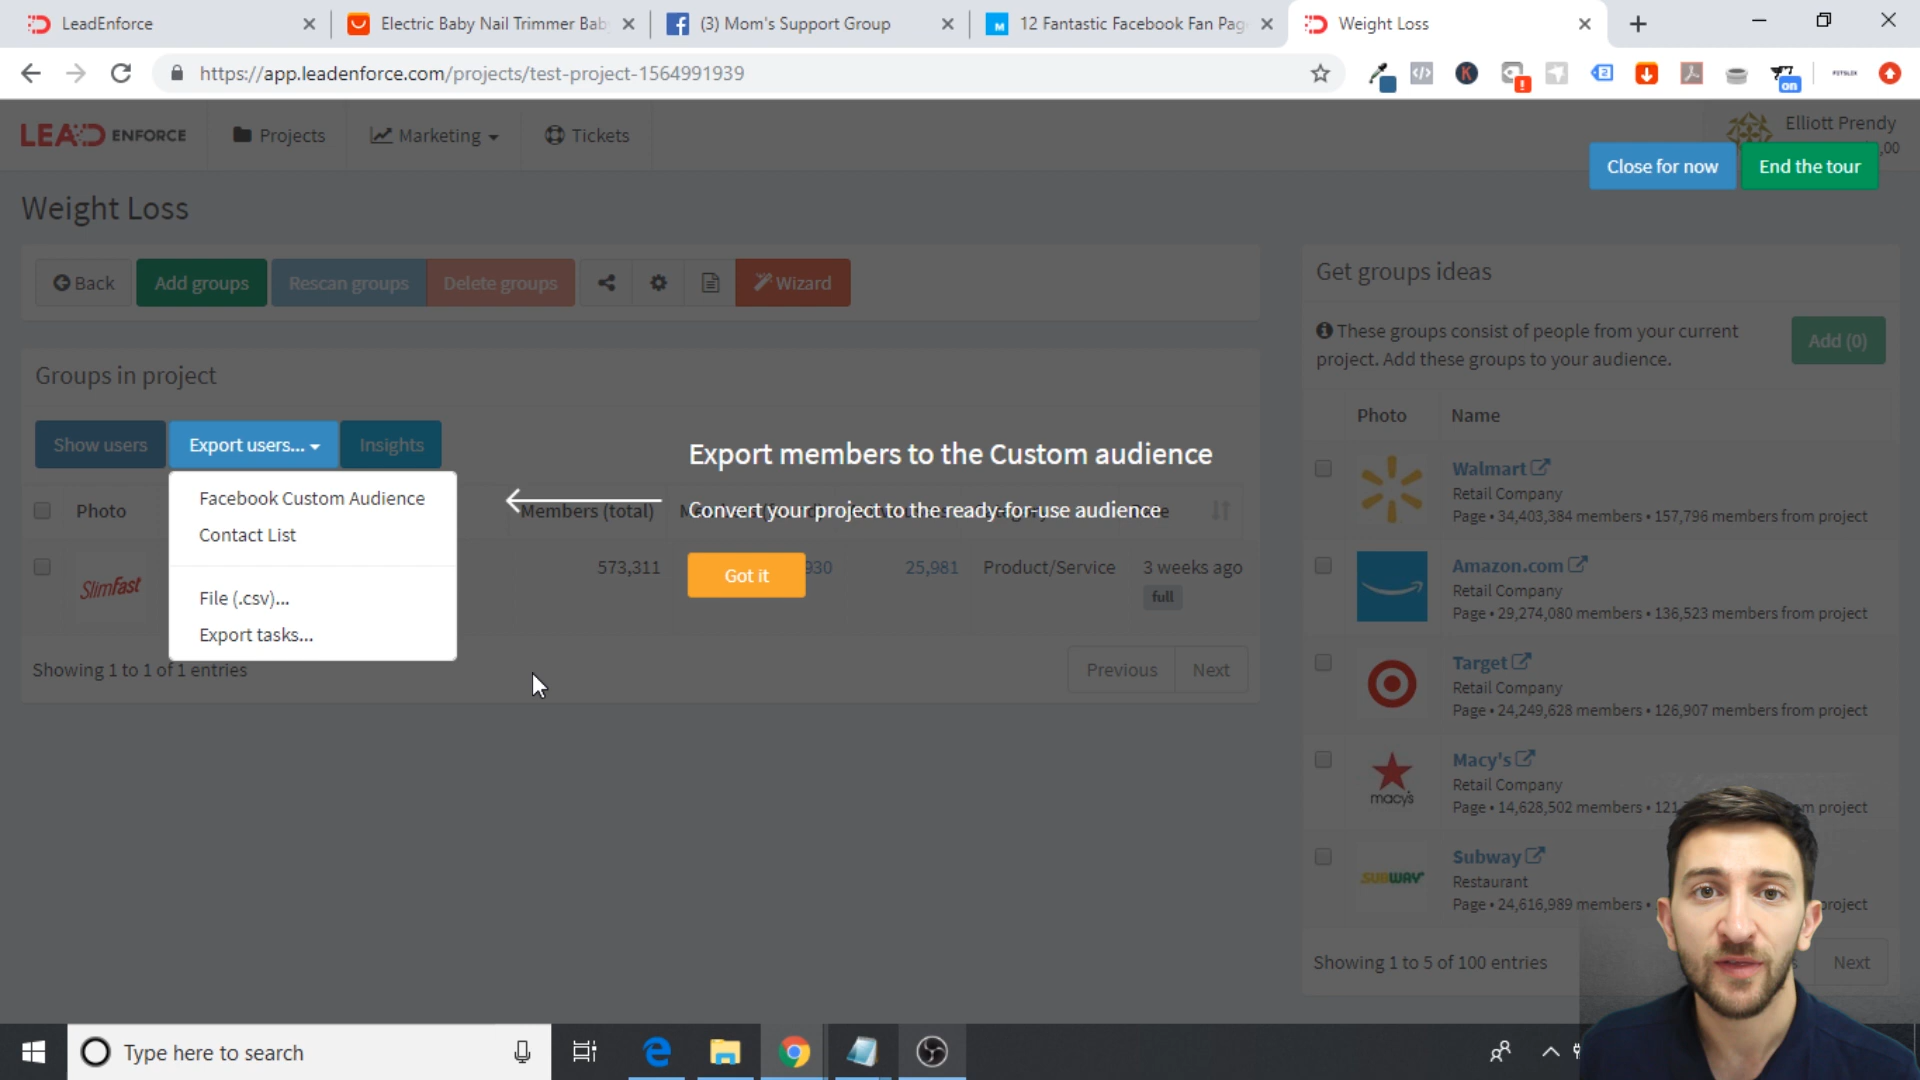 LeadEnforce
Electric Baby Nail Trimmer Bab
(3) Mom's Support Group
12 Fantastic Facebook Fan Pag
Weight Loss
https://app.leadenforce.com/projects/test-project-1564991939
LEAD ENFORCE
Projects
Marketing
Tickets
Elliott Prendy
,00
Close for now
End the tour
Weight Loss
Back
Add groups
Rescan groups
Delete groups
Wizard
Get groups ideas
These groups consist of people from your current
project. Add these groups to your audience.
Add (0)
Groups in project
Show users
Export users...
Insights
Export members to the Custom audience
Convert your project to the ready-for-use audience
Got it
Facebook Custom Audience
Contact List
File (.csv)...
Export tasks...
Photo
Members (total)
SlimFast
573,311
930
25,981
Product/Service
3 weeks ago
full
Showing 1 to 1 of 1 entries
Previous
Next
Photo
Name
Walmart
Retail Company
Page • 34,403,384 members • 157,796 members from project
Amazon.com
Retail Company
Page • 29,274,080 members • 136,523 members from project
Target
Retail Company
Page • 24,249,628 members • 126,907 members from project
macy's
Macy's
Retail Company
Page • 14,628,502 members • 121
m project
SUBWAY
Subway
Restaurant
Page • 24,616,989 members •
project
Showing 1 to 5 of 100 entries
Next
Type here to search
on